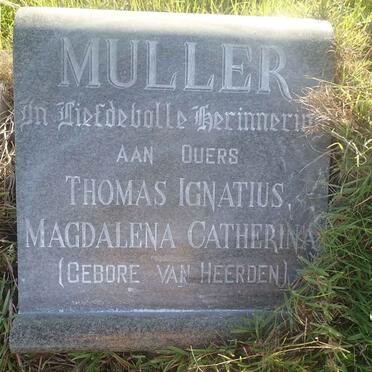 MULLER
In Liefdevolle Herinnering
AAN OUERS
THOMAS IGNATIUS,
MAGDALENA CATHERINA
(GEBORE VAN HEERDEN)